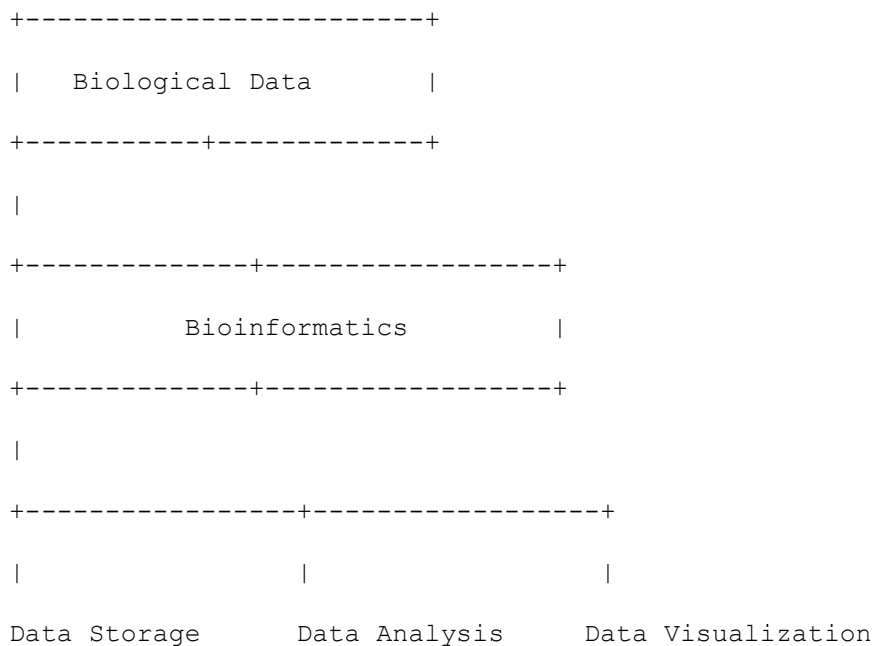 +-------------------------+
|   Biological Data       |
+-----------+-------------+
|
+--------------+------------------+
|          Bioinformatics         |
+--------------+------------------+
|
+-----------------+------------------+
|                 |                  |
Data Storage      Data Analysis     Data Visualization